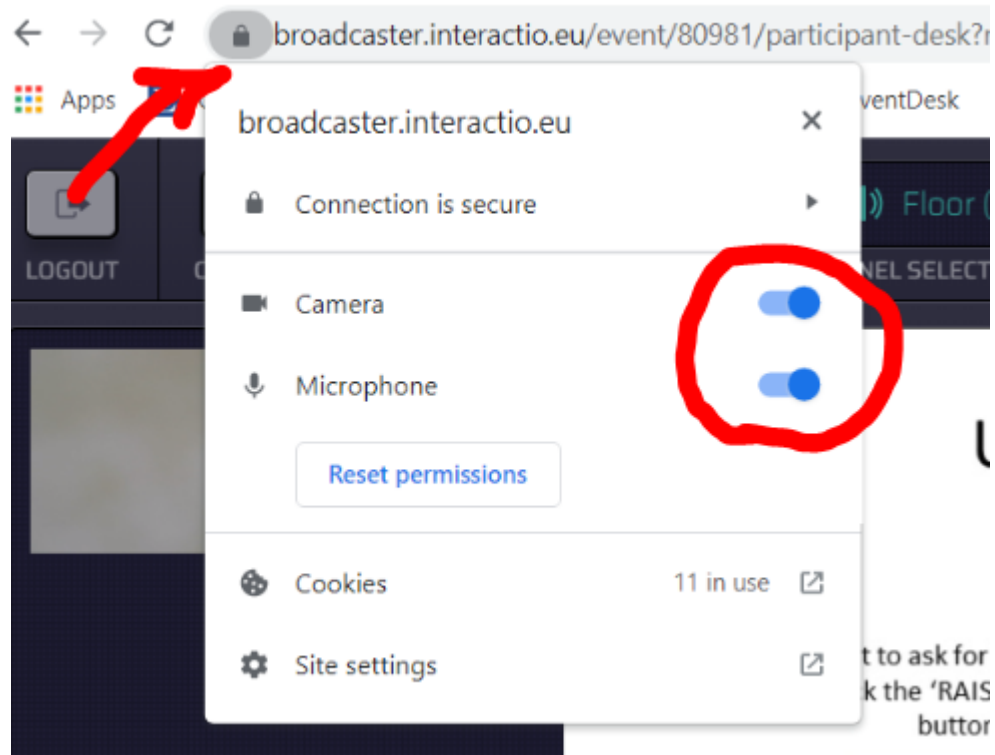 broadcaster.interactio.eu/event/80981/participant-desk?
Apps
ventDesk
broadcaster.interactio.eu
Connection is secure
Floor (
LOGOUT
NEL SELECT
Camera
Microphone
Reset permissions
Cookies 11 in use
Site settings
t to ask for
k the ‘RAIS
button